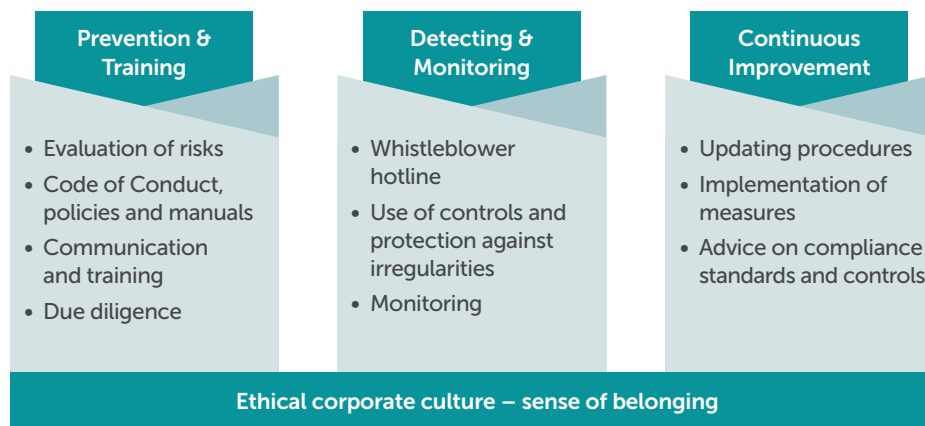 Prevention &
Training
• Evaluation of risks
• Code of Conduct,
policies and manuals
• Communication
and training
• Due diligence
Detecting &
Monitoring
• Whistleblower
hotline
• Use of controls and
protection against
irregularities
• Monitoring
Continuous
Improvement
• Updating procedures
• Implementation of
measures
• Advice on compliance
standards and controls
Ethical corporate culture – sense of belonging